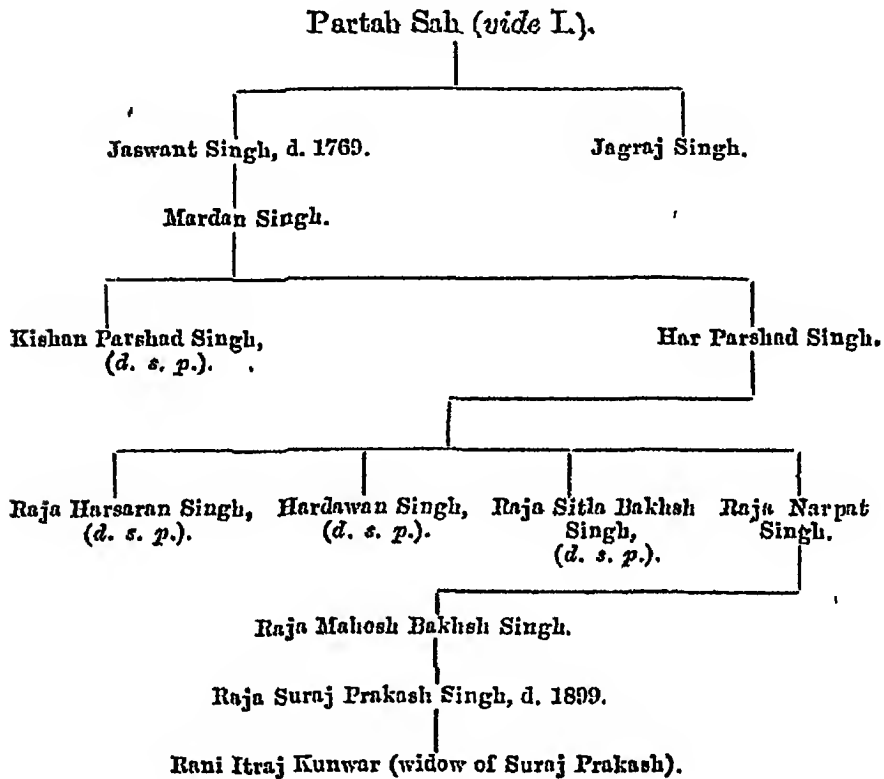 Partab Sah (vide I.).
Jaswant Singh, d. 1769.
Jagraj Singh.
Mardan Singh.
Kishan Parshad Singh,
(d. s. p.).
Har Parshad Singh.
Raja Harsaran Singh,
(d. s. p.).
Hardawan Singh,
(d. s. p.).
Raja Sitla Bakhsh
Singh,
(d. s. p.).
Raja Narpat
Singh.
Raja Mahesh Bakhsh Singh.
Raja Suraj Prakash Singh, d. 1899.
Rani Itraj Kunwar (widow of Suraj Prakash).